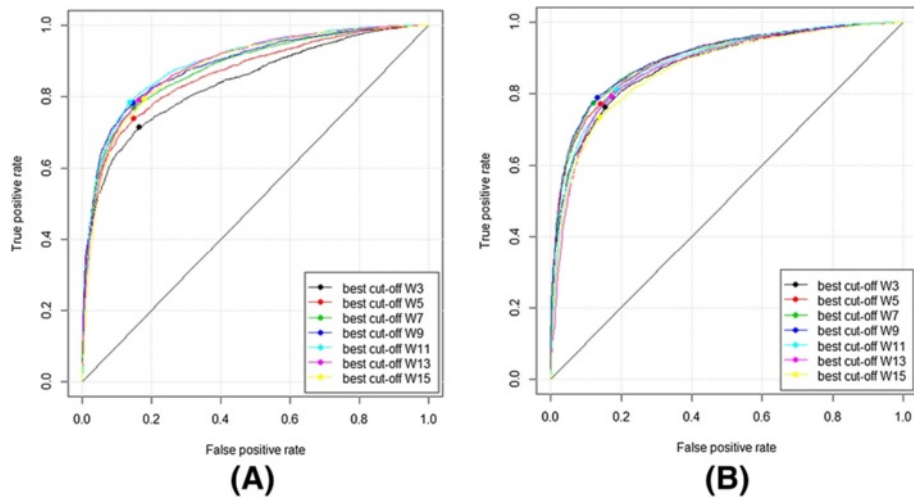 1.0
0.8
0.6
0.4
0.2
0.0
True positive rate
best cut-off W3
best cut-off W5
best cut-off W7
best cut-off W9
best cut-off W11
best cut-off W13
best cut-off W15
0.0 0.2 0.4 0.6 0.8 1.0
False positive rate
(A)
1.0
0.8
0.6
0.4
0.2
0.0
True positive rate
best cut-off W3
best cut-off W5
best cut-off W7
best cut-off W9
best cut-off W11
best cut-off W13
best cut-off W15
0.0 0.2 0.4 0.6 0.8 1.0
False positive rate
(B)